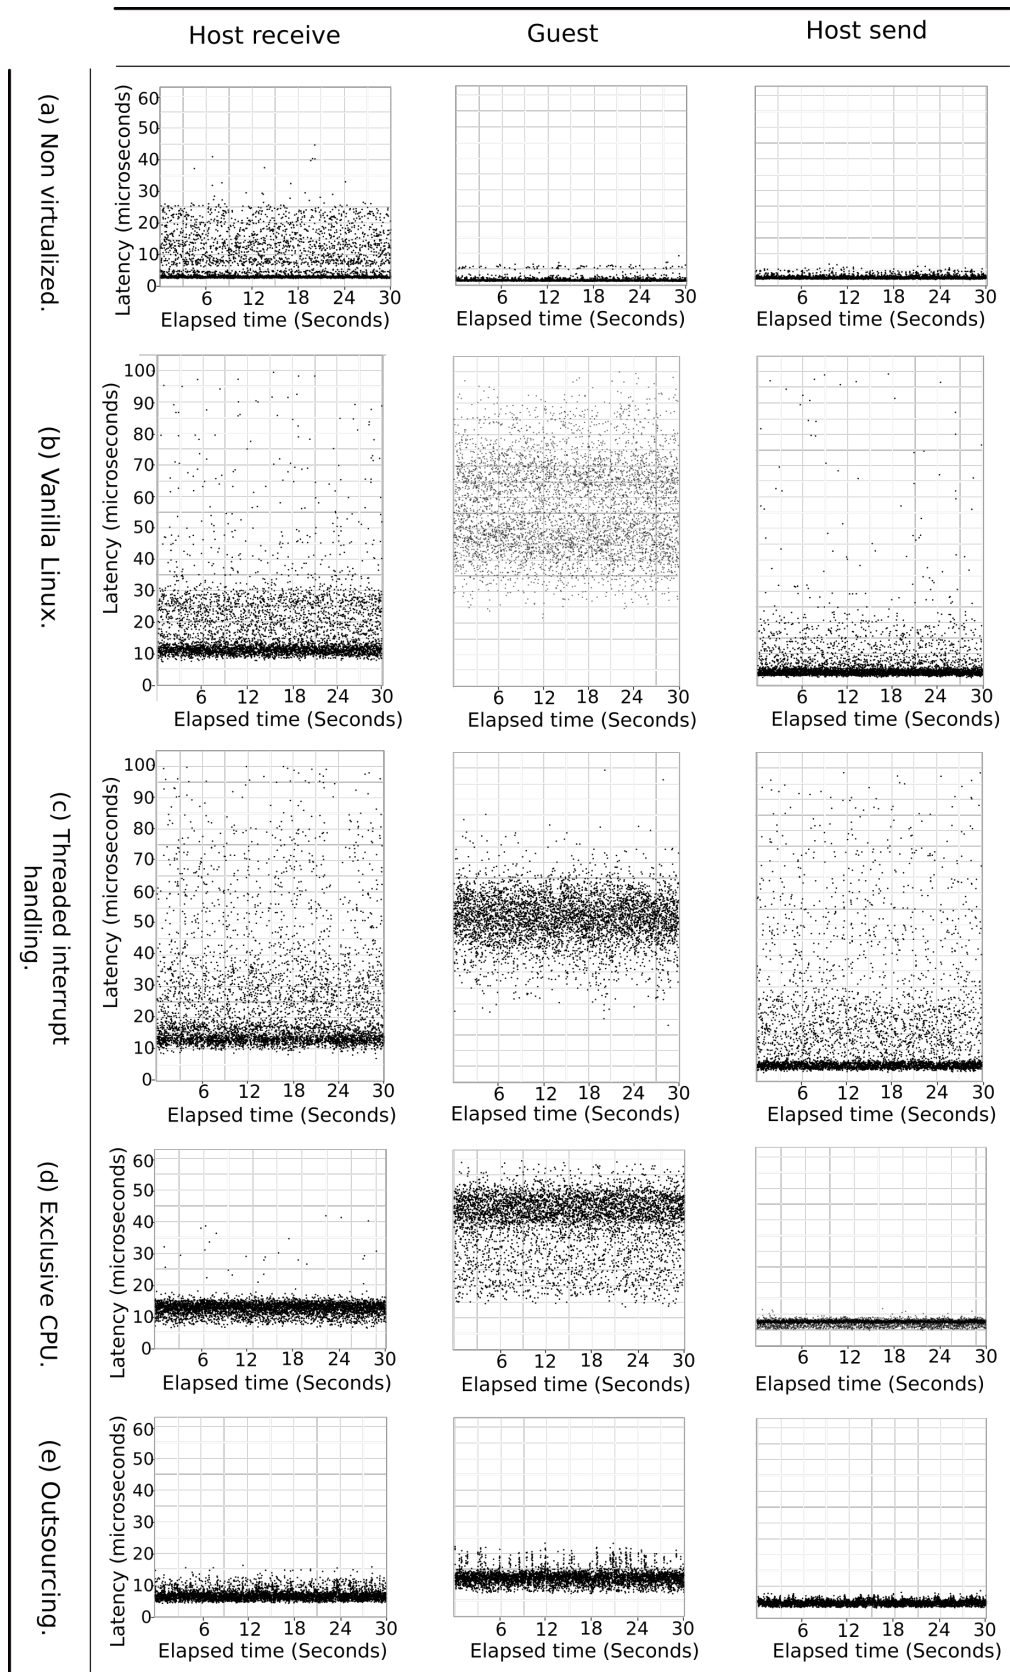 Host receive
Guest
Host send
(a) Non virtualized.
Latency (microseconds)
60
50
40
30
20
10
0
6 12 18 24 30
Elapsed time (Seconds)
6 12 18 24 30
Elapsed time (Seconds)
6 12 18 24 30
Elapsed time (Seconds)
(b) Vanilla Linux.
Latency (microseconds)
100
90
80
70
60
50
40
30
20
10
0
6 12 18 24 30
Elapsed time (Seconds)
6 12 18 24 30
Elapsed time (Seconds)
6 12 18 24 30
Elapsed time (Seconds)
(c) Threaded interrupt
handling.
Latency (microseconds)
100
90
80
70
60
50
40
30
20
10
0
6 12 18 24 30
Elapsed time (Seconds)
6 12 18 24 30
Elapsed time (Seconds)
6 12 18 24 30
Elapsed time (Seconds)
(d) Exclusive CPU.
Latency (microseconds)
60
50
40
30
20
10
0
6 12 18 24 30
Elapsed time (Seconds)
6 12 18 24 30
Elapsed time (Seconds)
6 12 18 24 30
Elapsed time (Seconds)
(e) Outsourcing.
Latency (microseconds)
60
50
40
30
20
10
0
6 12 18 24 30
Elapsed time (Seconds)
6 12 18 24 30
Elapsed time (Seconds)
6 12 18 24 30
Elapsed time (Seconds)